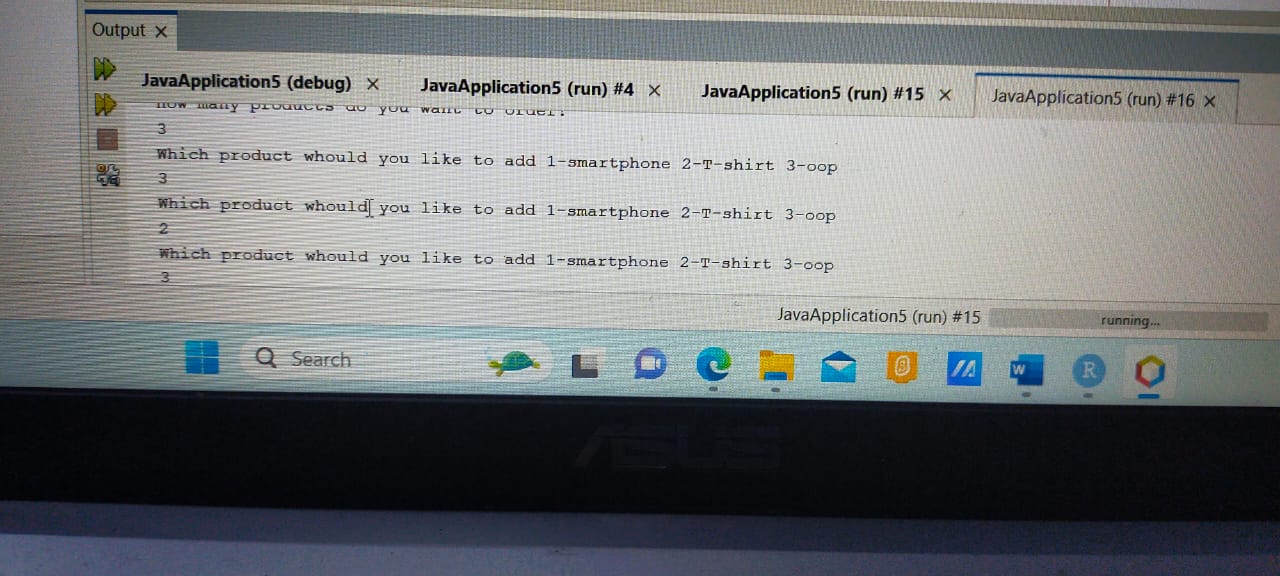 Output
JavaApplication5 (debug) JavaApplication5 (run) #4 JavaApplication5 (run) #15 JavaApplication5 (run) #16
How many products do you want to order?
3
Which product whould you like to add 1-smartphone 2-T-shirt 3-oop
3
Which product whould you like to add 1-smartphone 2-T-shirt 3-oop
2
Which product whould you like to add 1-smartphone 2-T-shirt 3-oop
3
JavaApplication5 (run) #15 running...
Search
W
R
ASUS